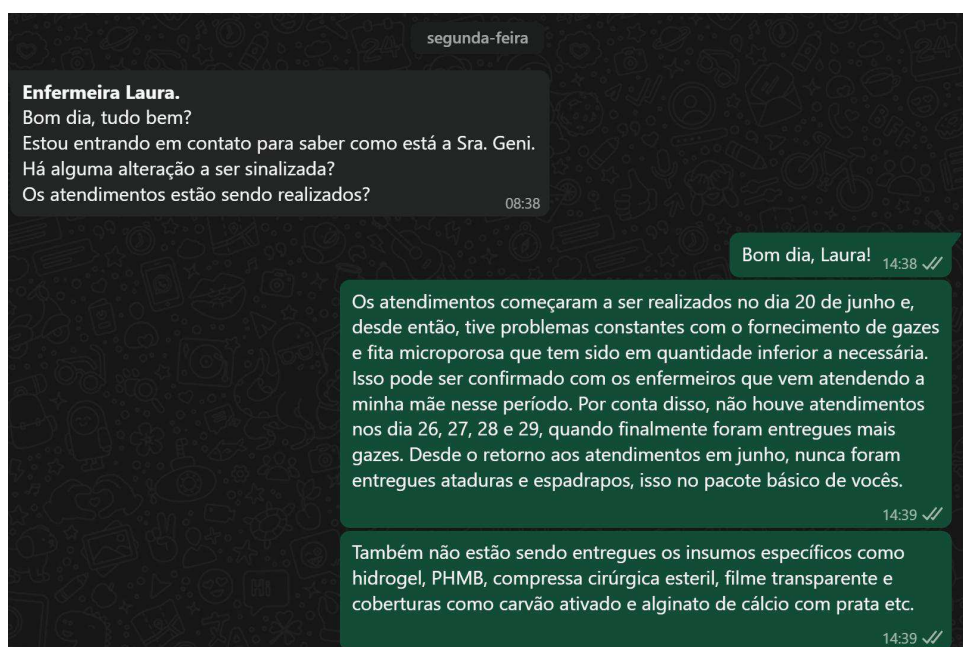 segunda-feira
Enfermeira Laura.
Bom dia, tudo bem?
Estou entrando em contato para saber como está a Sra. Geni.
Há alguma alteração a ser sinalizada?
Os atendimentos estão sendo realizados?
08:38
Bom dia, Laura!
14:38
Os atendimentos começaram a ser realizados no dia 20 de junho e,
desde então, tive problemas constantes com o fornecimento de gazes
e fita microporosa que tem sido em quantidade inferior a necessária.
Isso pode ser confirmado com os enfermeiros que vem atendendo a
minha mãe nesse período. Por conta disso, não houve atendimentos
nos dia 26, 27, 28 e 29, quando finalmente foram entregues mais
gazes. Desde o retorno aos atendimentos em junho, nunca foram
entregues ataduras e espadrapos, isso no pacote básico de vocês.
14:39
Também não estão sendo entregues os insumos específicos como
hidrogel, PHMB, compressa cirúrgica esteril, filme transparente e
coberturas como carvão ativado e alginato de cálcio com prata etc.
14:39